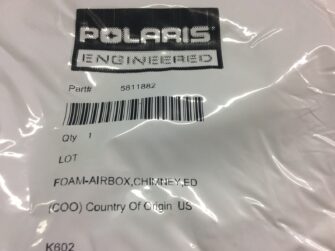 POLARIS®
ENGINEERED
Part# 5811882
Qty 1
LOT
FOAM-AIRBOX,CHIMNEY,ED
(COO) Country Of Origin US
K602